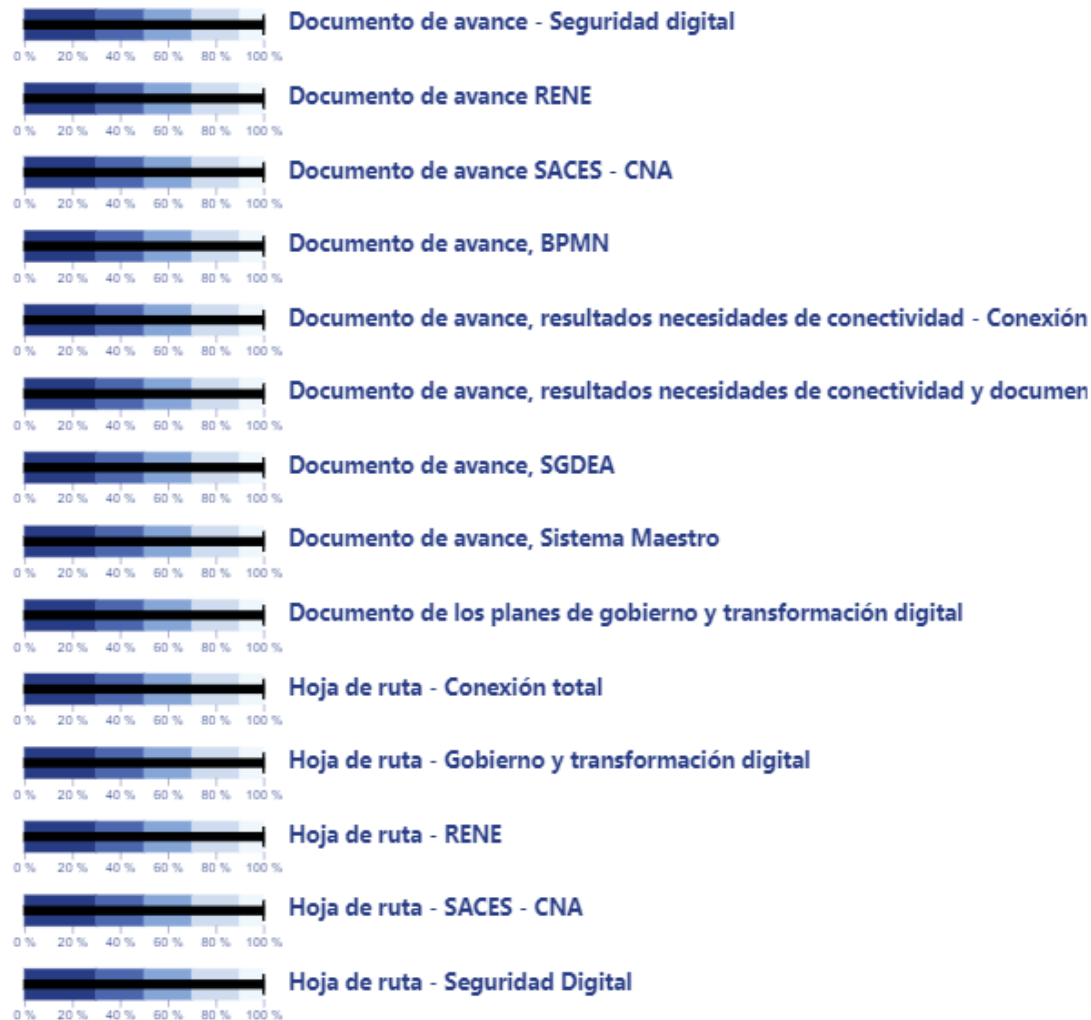 Documento de avance - Seguridad digital
0 % 20 % 40 % 60 % 80 % 100 %
Documento de avance RENE
0 % 20 % 40 % 60 % 80 % 100 %
Documento de avance SACES - CNA
0 % 20 % 40 % 60 % 80 % 100 %
Documento de avance, BPMN
0 % 20 % 40 % 60 % 80 % 100 %
Documento de avance, resultados necesidades de conectividad - Conexión
0 % 20 % 40 % 60 % 80 % 100 %
Documento de avance, resultados necesidades de conectividad y documen
0 % 20 % 40 % 60 % 80 % 100 %
Documento de avance, SGDEA
0 % 20 % 40 % 60 % 80 % 100 %
Documento de avance, Sistema Maestro
0 % 20 % 40 % 60 % 80 % 100 %
Documento de los planes de gobierno y transformación digital
0 % 20 % 40 % 60 % 80 % 100 %
Hoja de ruta - Conexión total
0 % 20 % 40 % 60 % 80 % 100 %
Hoja de ruta - Gobierno y transformación digital
0 % 20 % 40 % 60 % 80 % 100 %
Hoja de ruta - RENE
0 % 20 % 40 % 60 % 80 % 100 %
Hoja de ruta - SACES - CNA
0 % 20 % 40 % 60 % 80 % 100 %
Hoja de ruta - Seguridad Digital
0 % 20 % 40 % 60 % 80 % 100 %